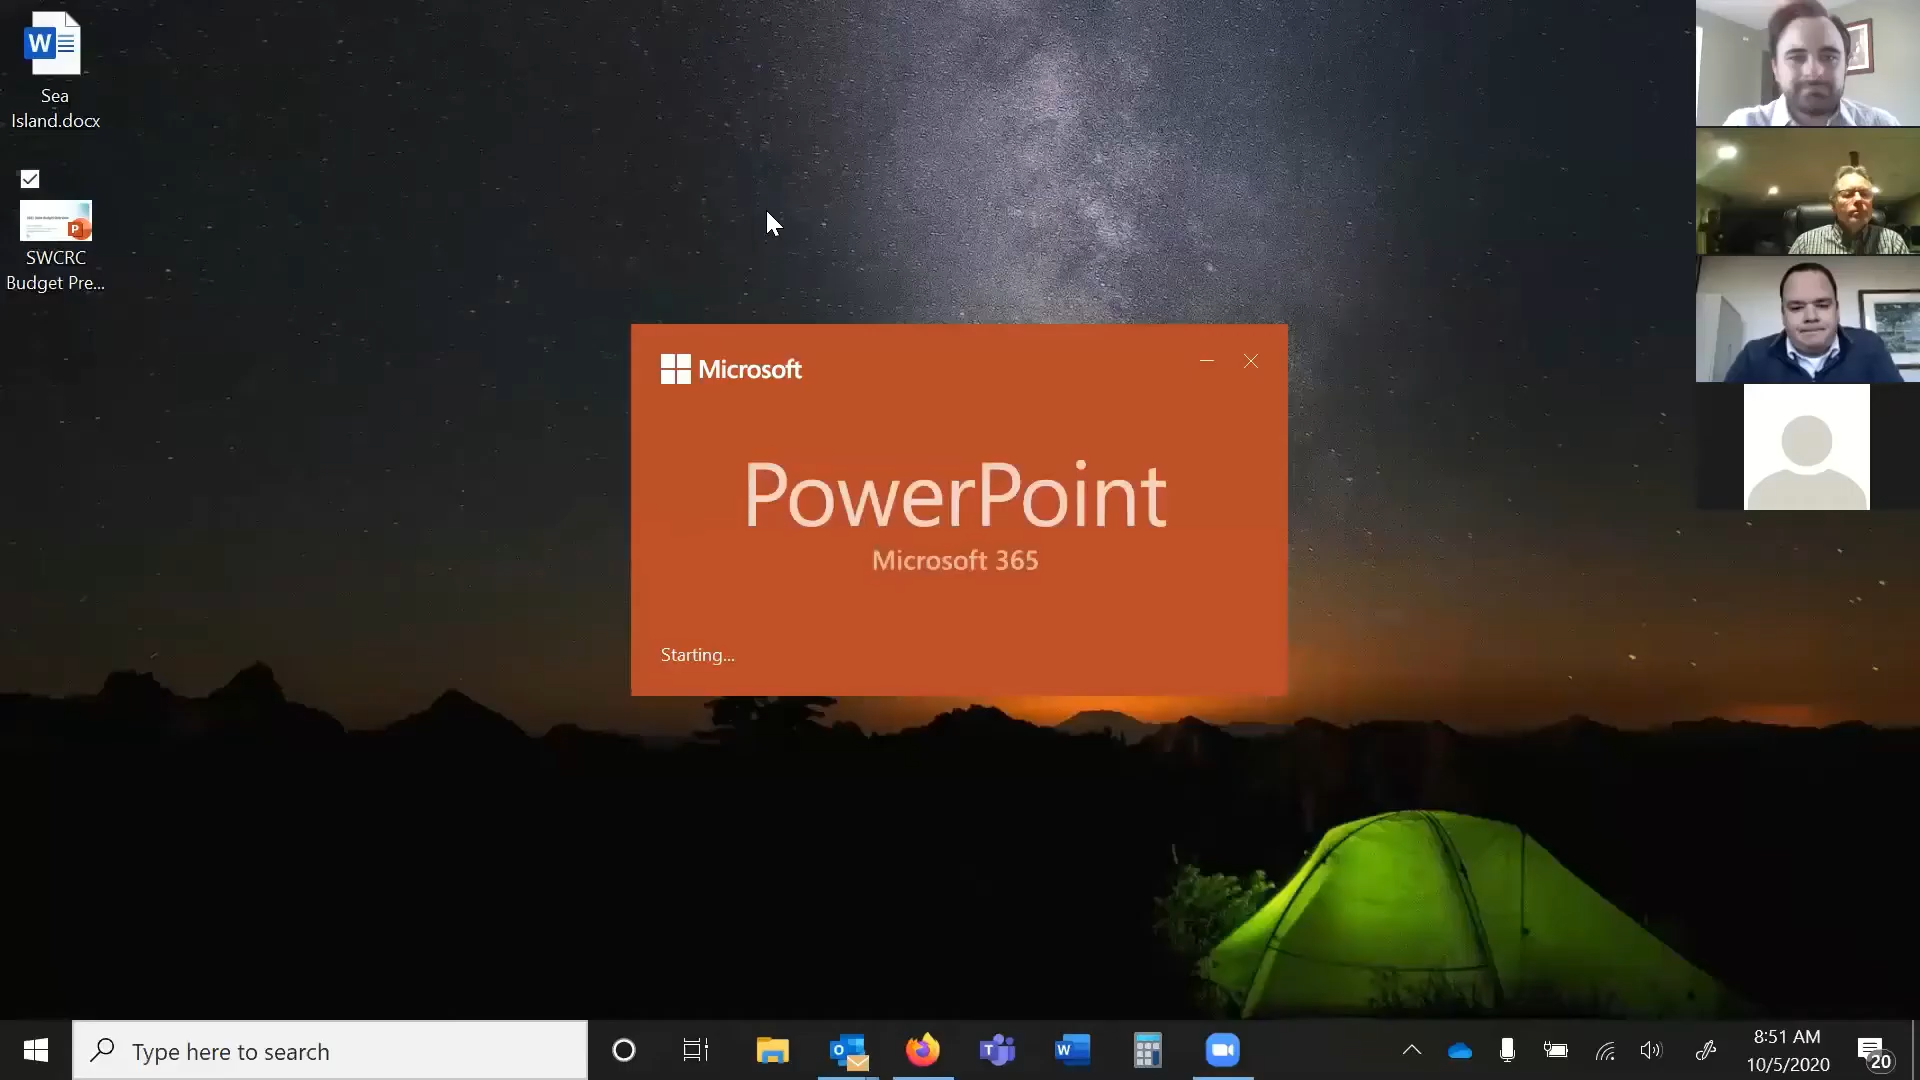 Sea
Island.docx
SWCRC
Budget Pre...
Microsoft
PowerPoint
Microsoft 365
Starting...
Type here to search
8:51 AM
10/5/2020
20